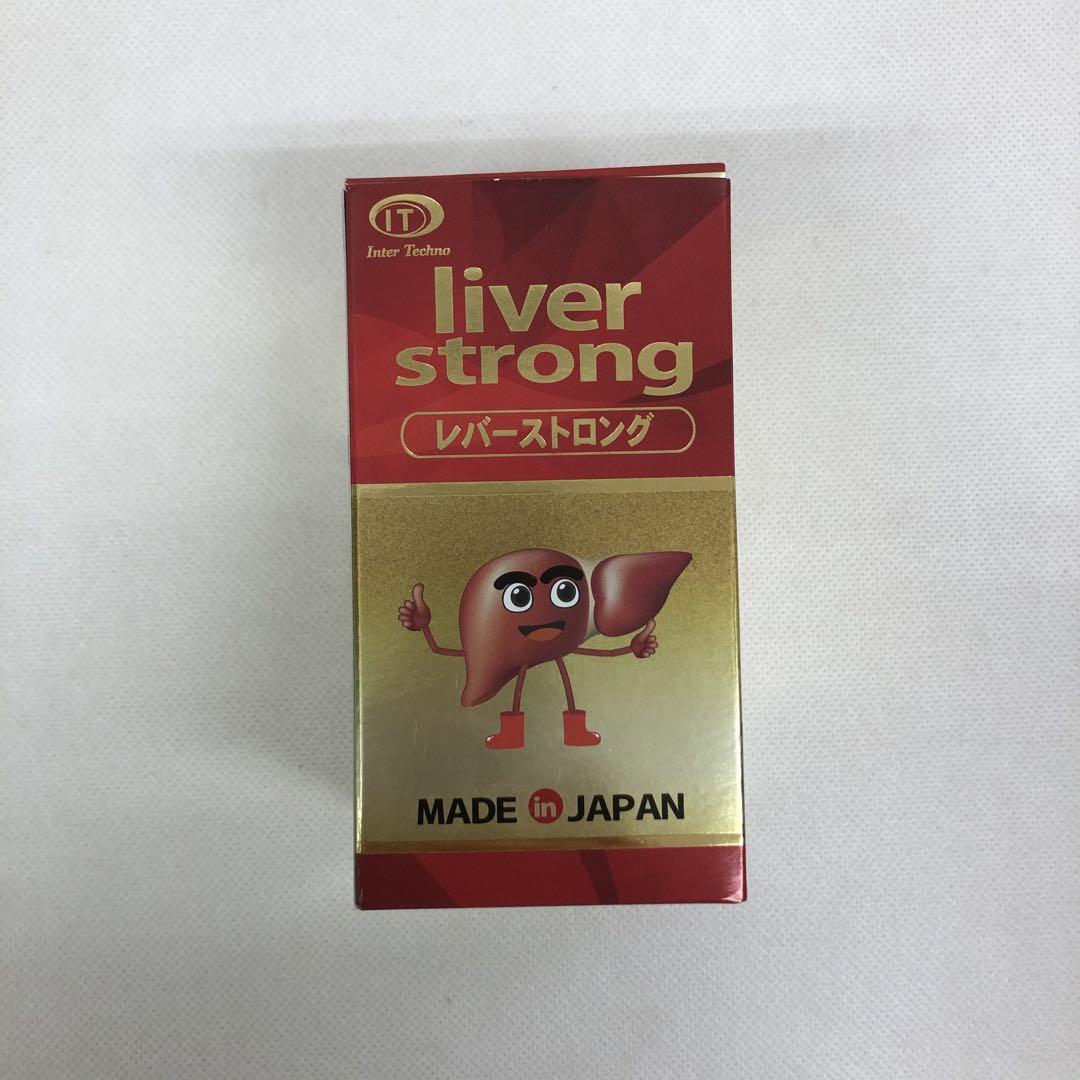 IT
Inter Techno
liver
strong
レバーストロング
MADE in JAPAN